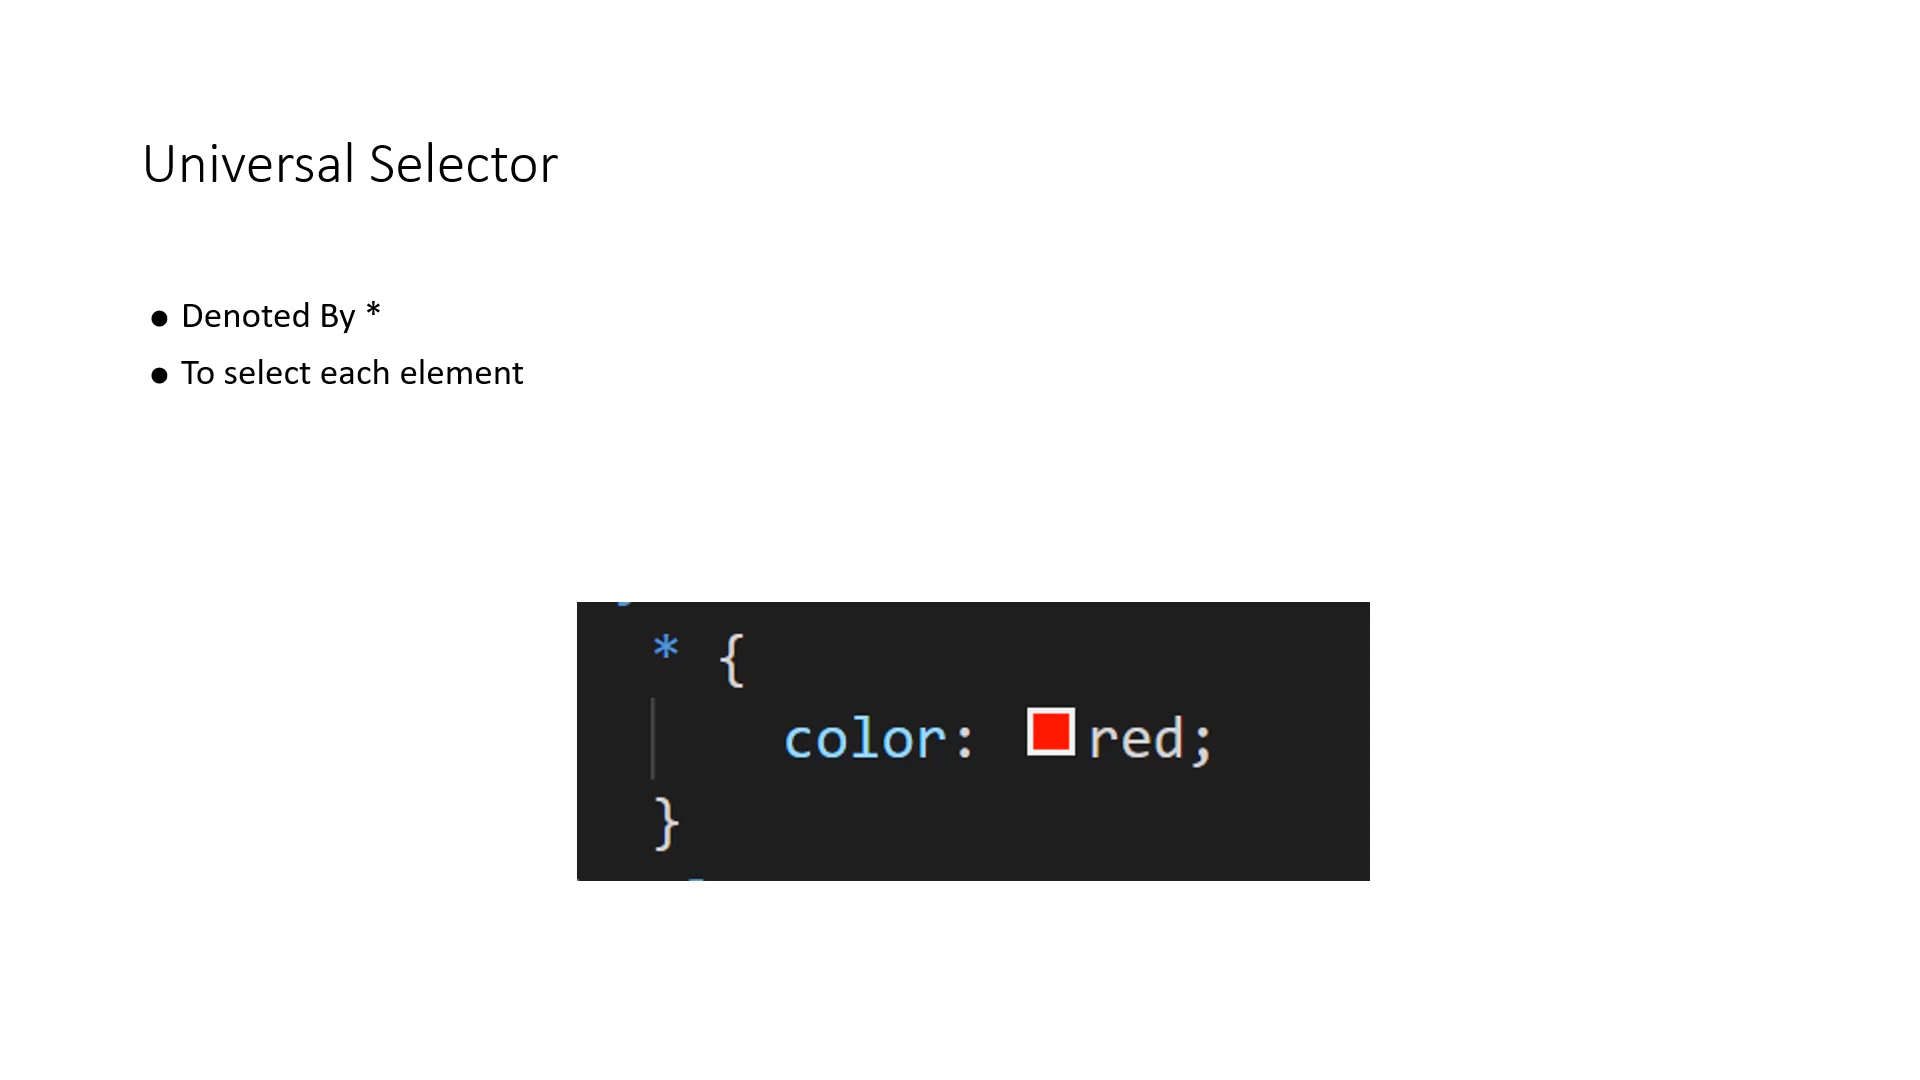 Universal Selector
● Denoted By *
● To select each element
* {
color: red;
}